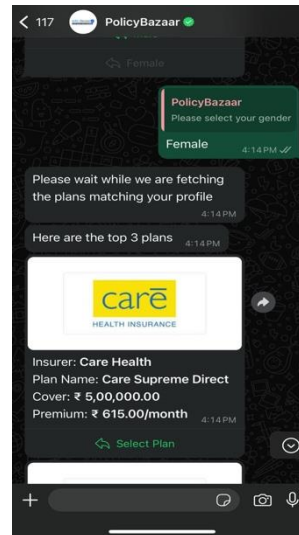 117
PolicyBazaar
Female
PolicyBazaar
Please select your gender
Female
4:14 PM
Please wait while we are fetching
the plans matching your profile
4:14 PM
Here are the top 3 plans 4:14 PM
carē
HEALTH INSURANCE
Insurer: Care Health
Plan Name: Care Supreme Direct
Cover: ₹ 5,00,000.00
Premium: ₹ 615.00/month 4:14 PM
Select Plan